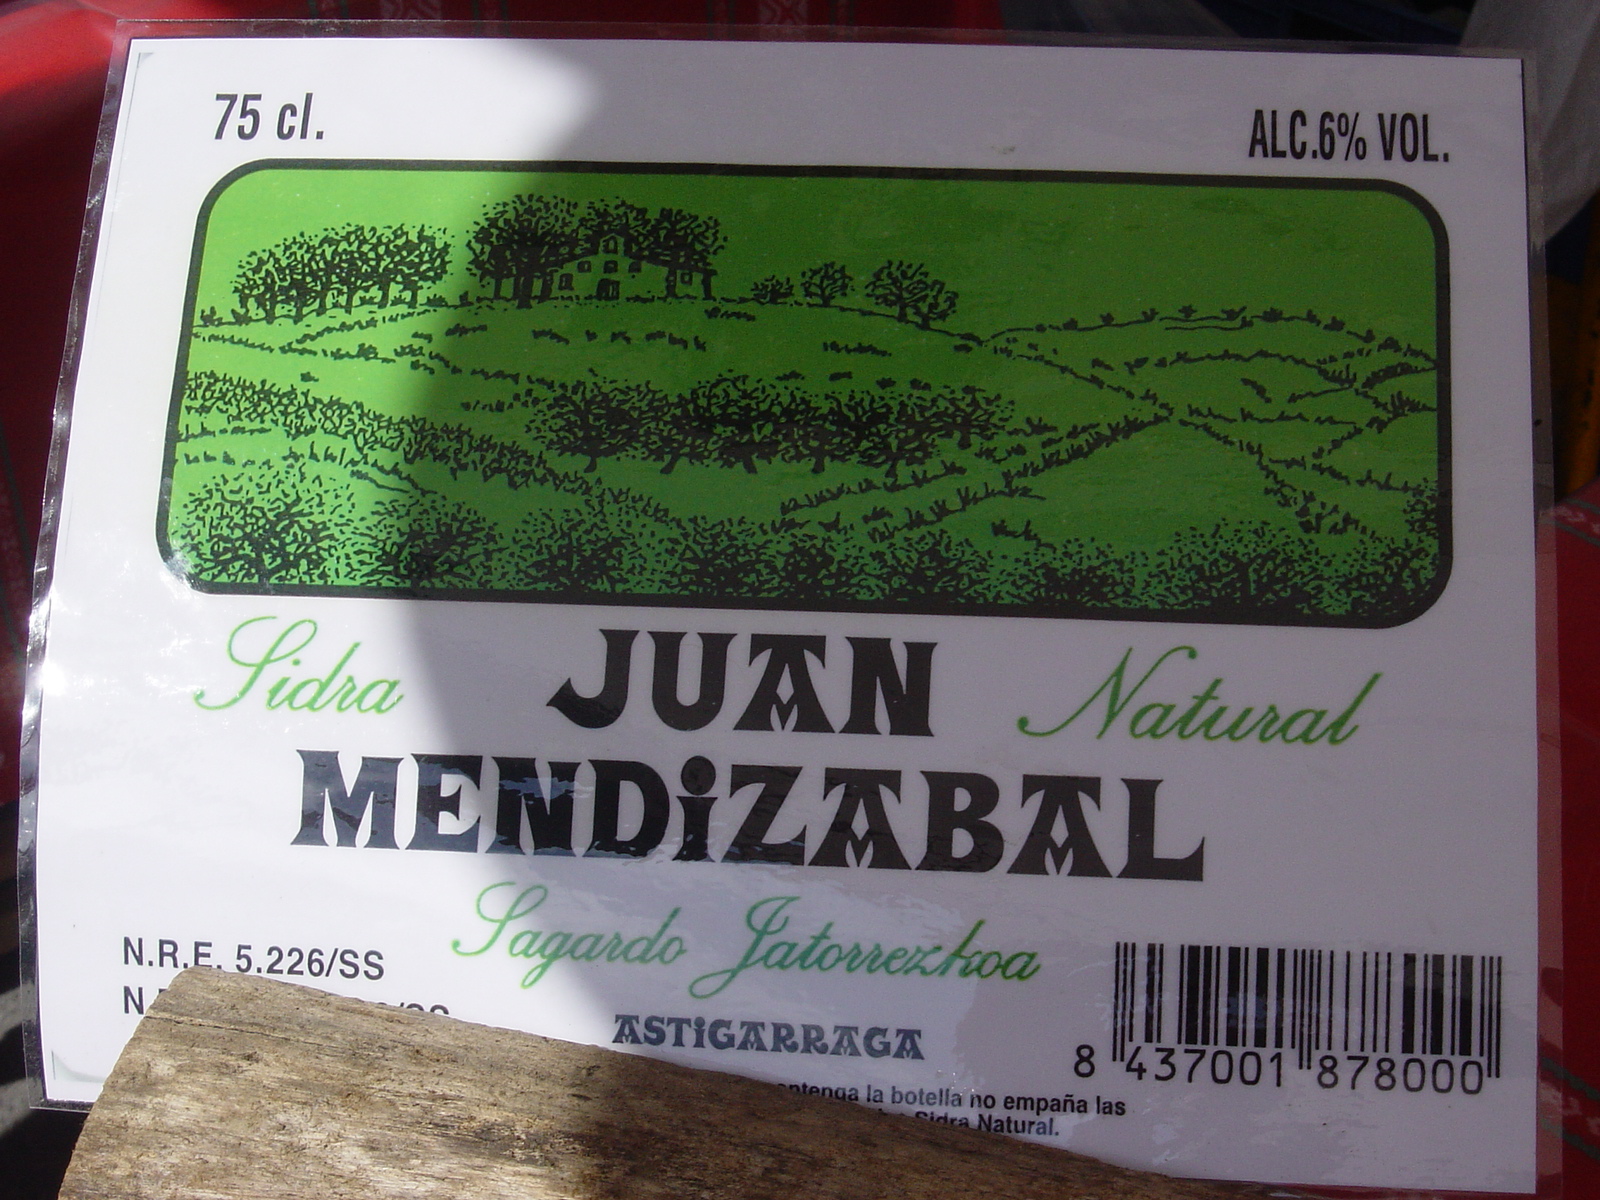 75 cl.
ALC.6% VOL.
Sidra JUAN Natural
MENDiZABAL
Sagardo Jatorrezkoa
N.R.E. 5.226/SS
ASTiGARRAGA
8 437001 878000
la botella no empaña las
Sidra Natural.